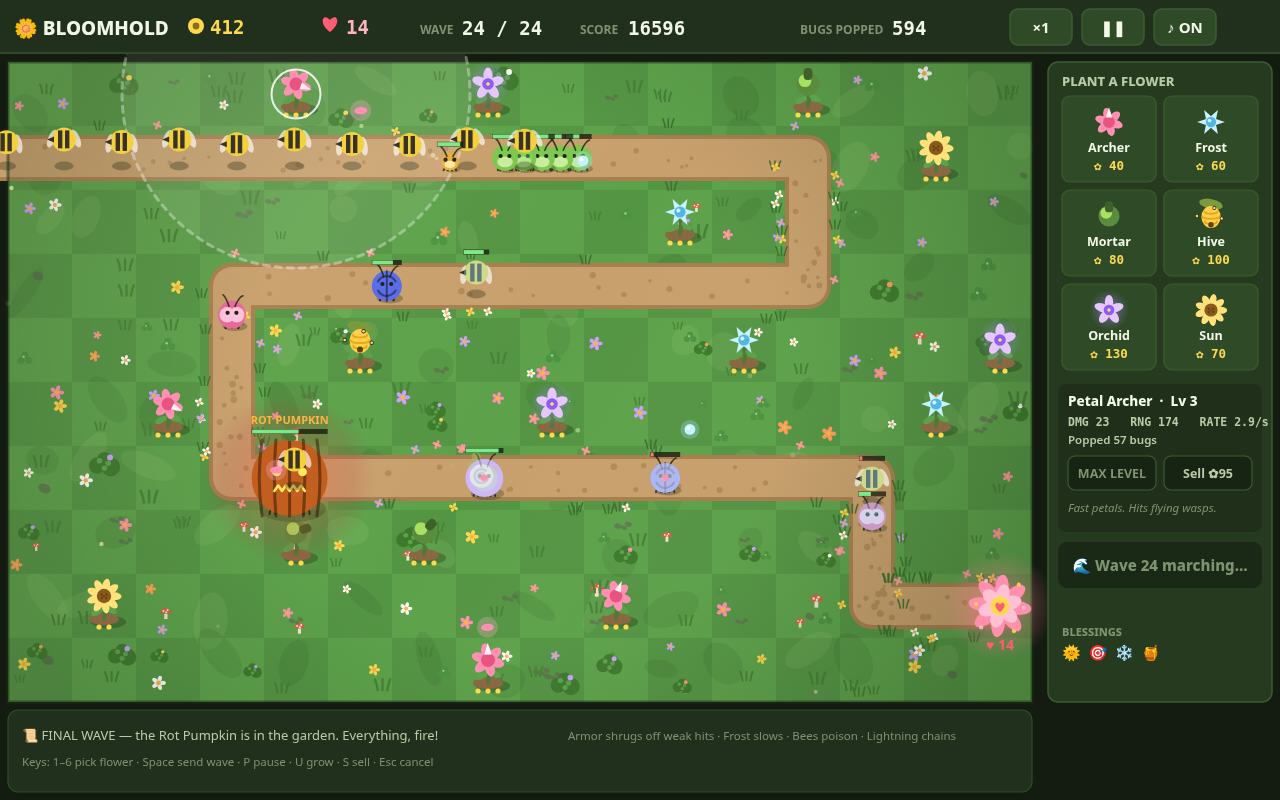 🌼 BLOOMHOLD 412 14 WAVE 24 / 24 SCORE 16596 BUGS POPPED 594 ×1 ❚❚ ♪ ON
PLANT A FLOWER
Archer Frost
✿ 40 ✿ 60
Mortar Hive
✿ 80 ✿ 100
Orchid Sun
✿ 130 ✿ 70
Petal Archer · Lv 3
DMG 23 RNG 174 RATE 2.9/s
Popped 57 bugs
MAX LEVEL Sell ✿95
Fast petals. Hits flying wasps.
🌊 Wave 24 marching…
BLESSINGS
ROT PUMPKIN
♥ 14
📜 FINAL WAVE — the Rot Pumpkin is in the garden. Everything, fire!
Armor shrugs off weak hits · Frost slows · Bees poison · Lightning chains
Keys: 1–6 pick flower · Space send wave · P pause · U grow · S sell · Esc cancel